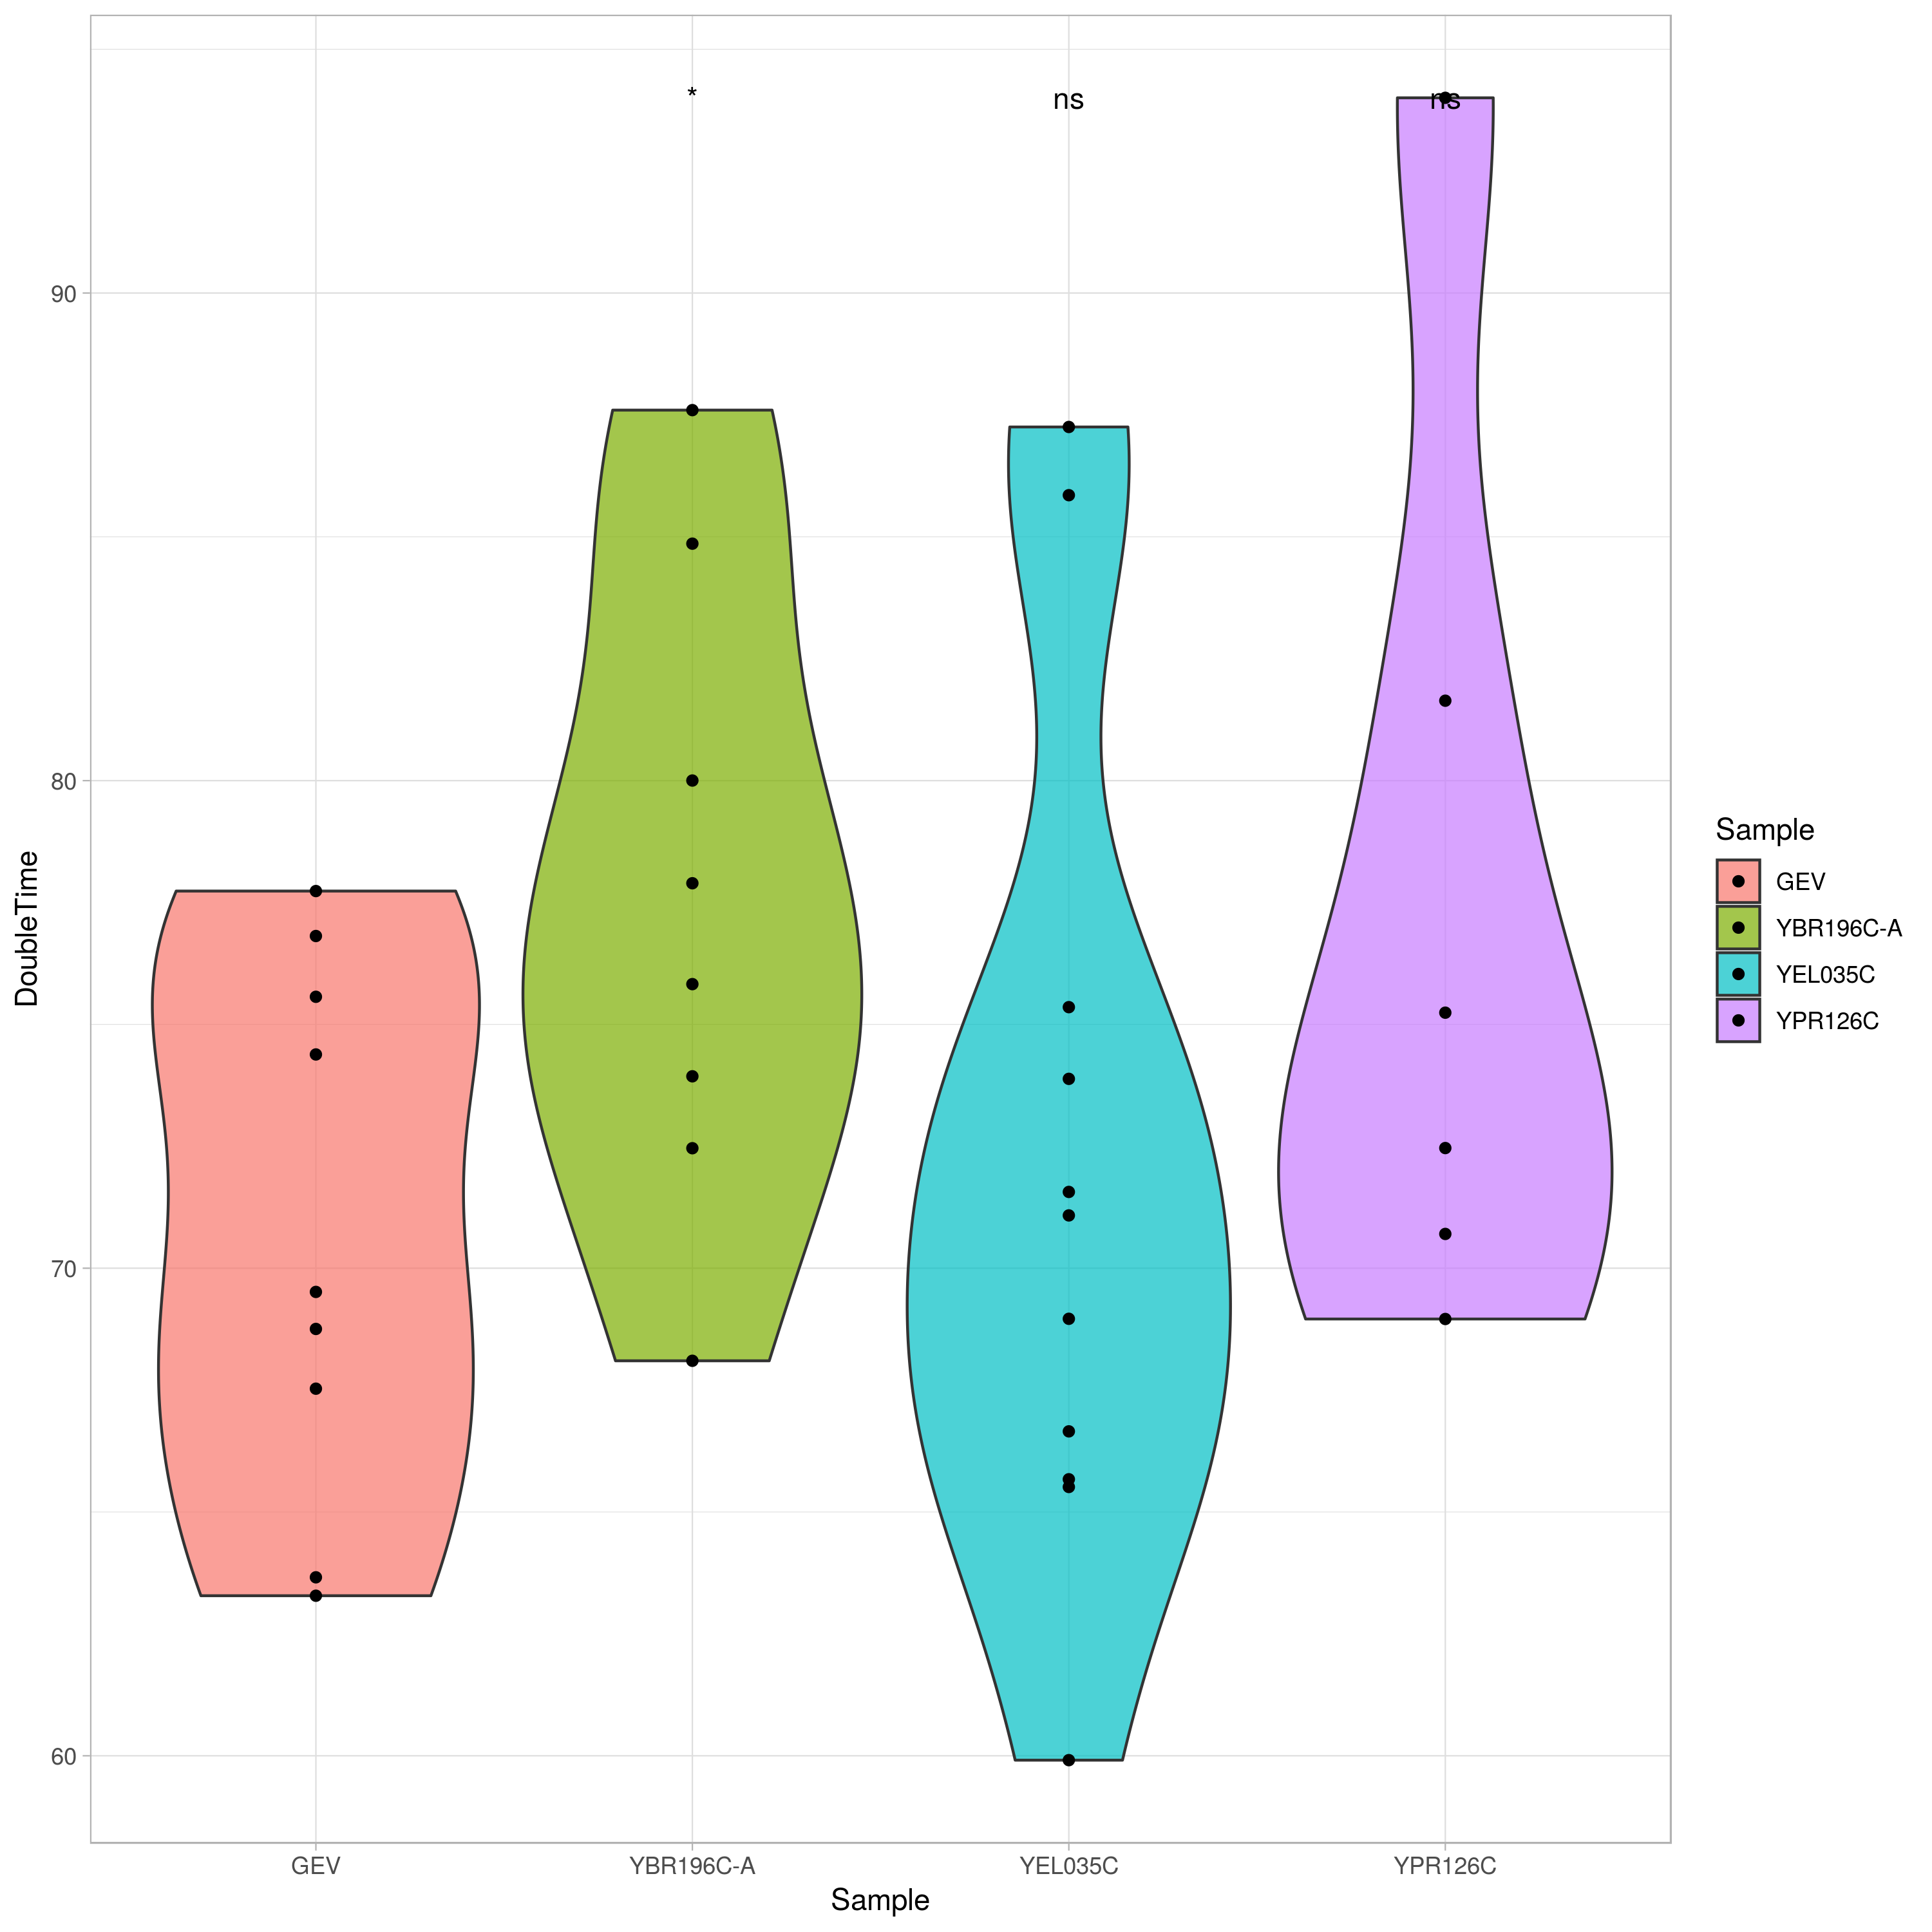 * ns ns
90
80
70
60
DoubleTime
GEV YBR196C-A YEL035C YPR126C
Sample
Sample
GEV
YBR196C-A
YEL035C
YPR126C